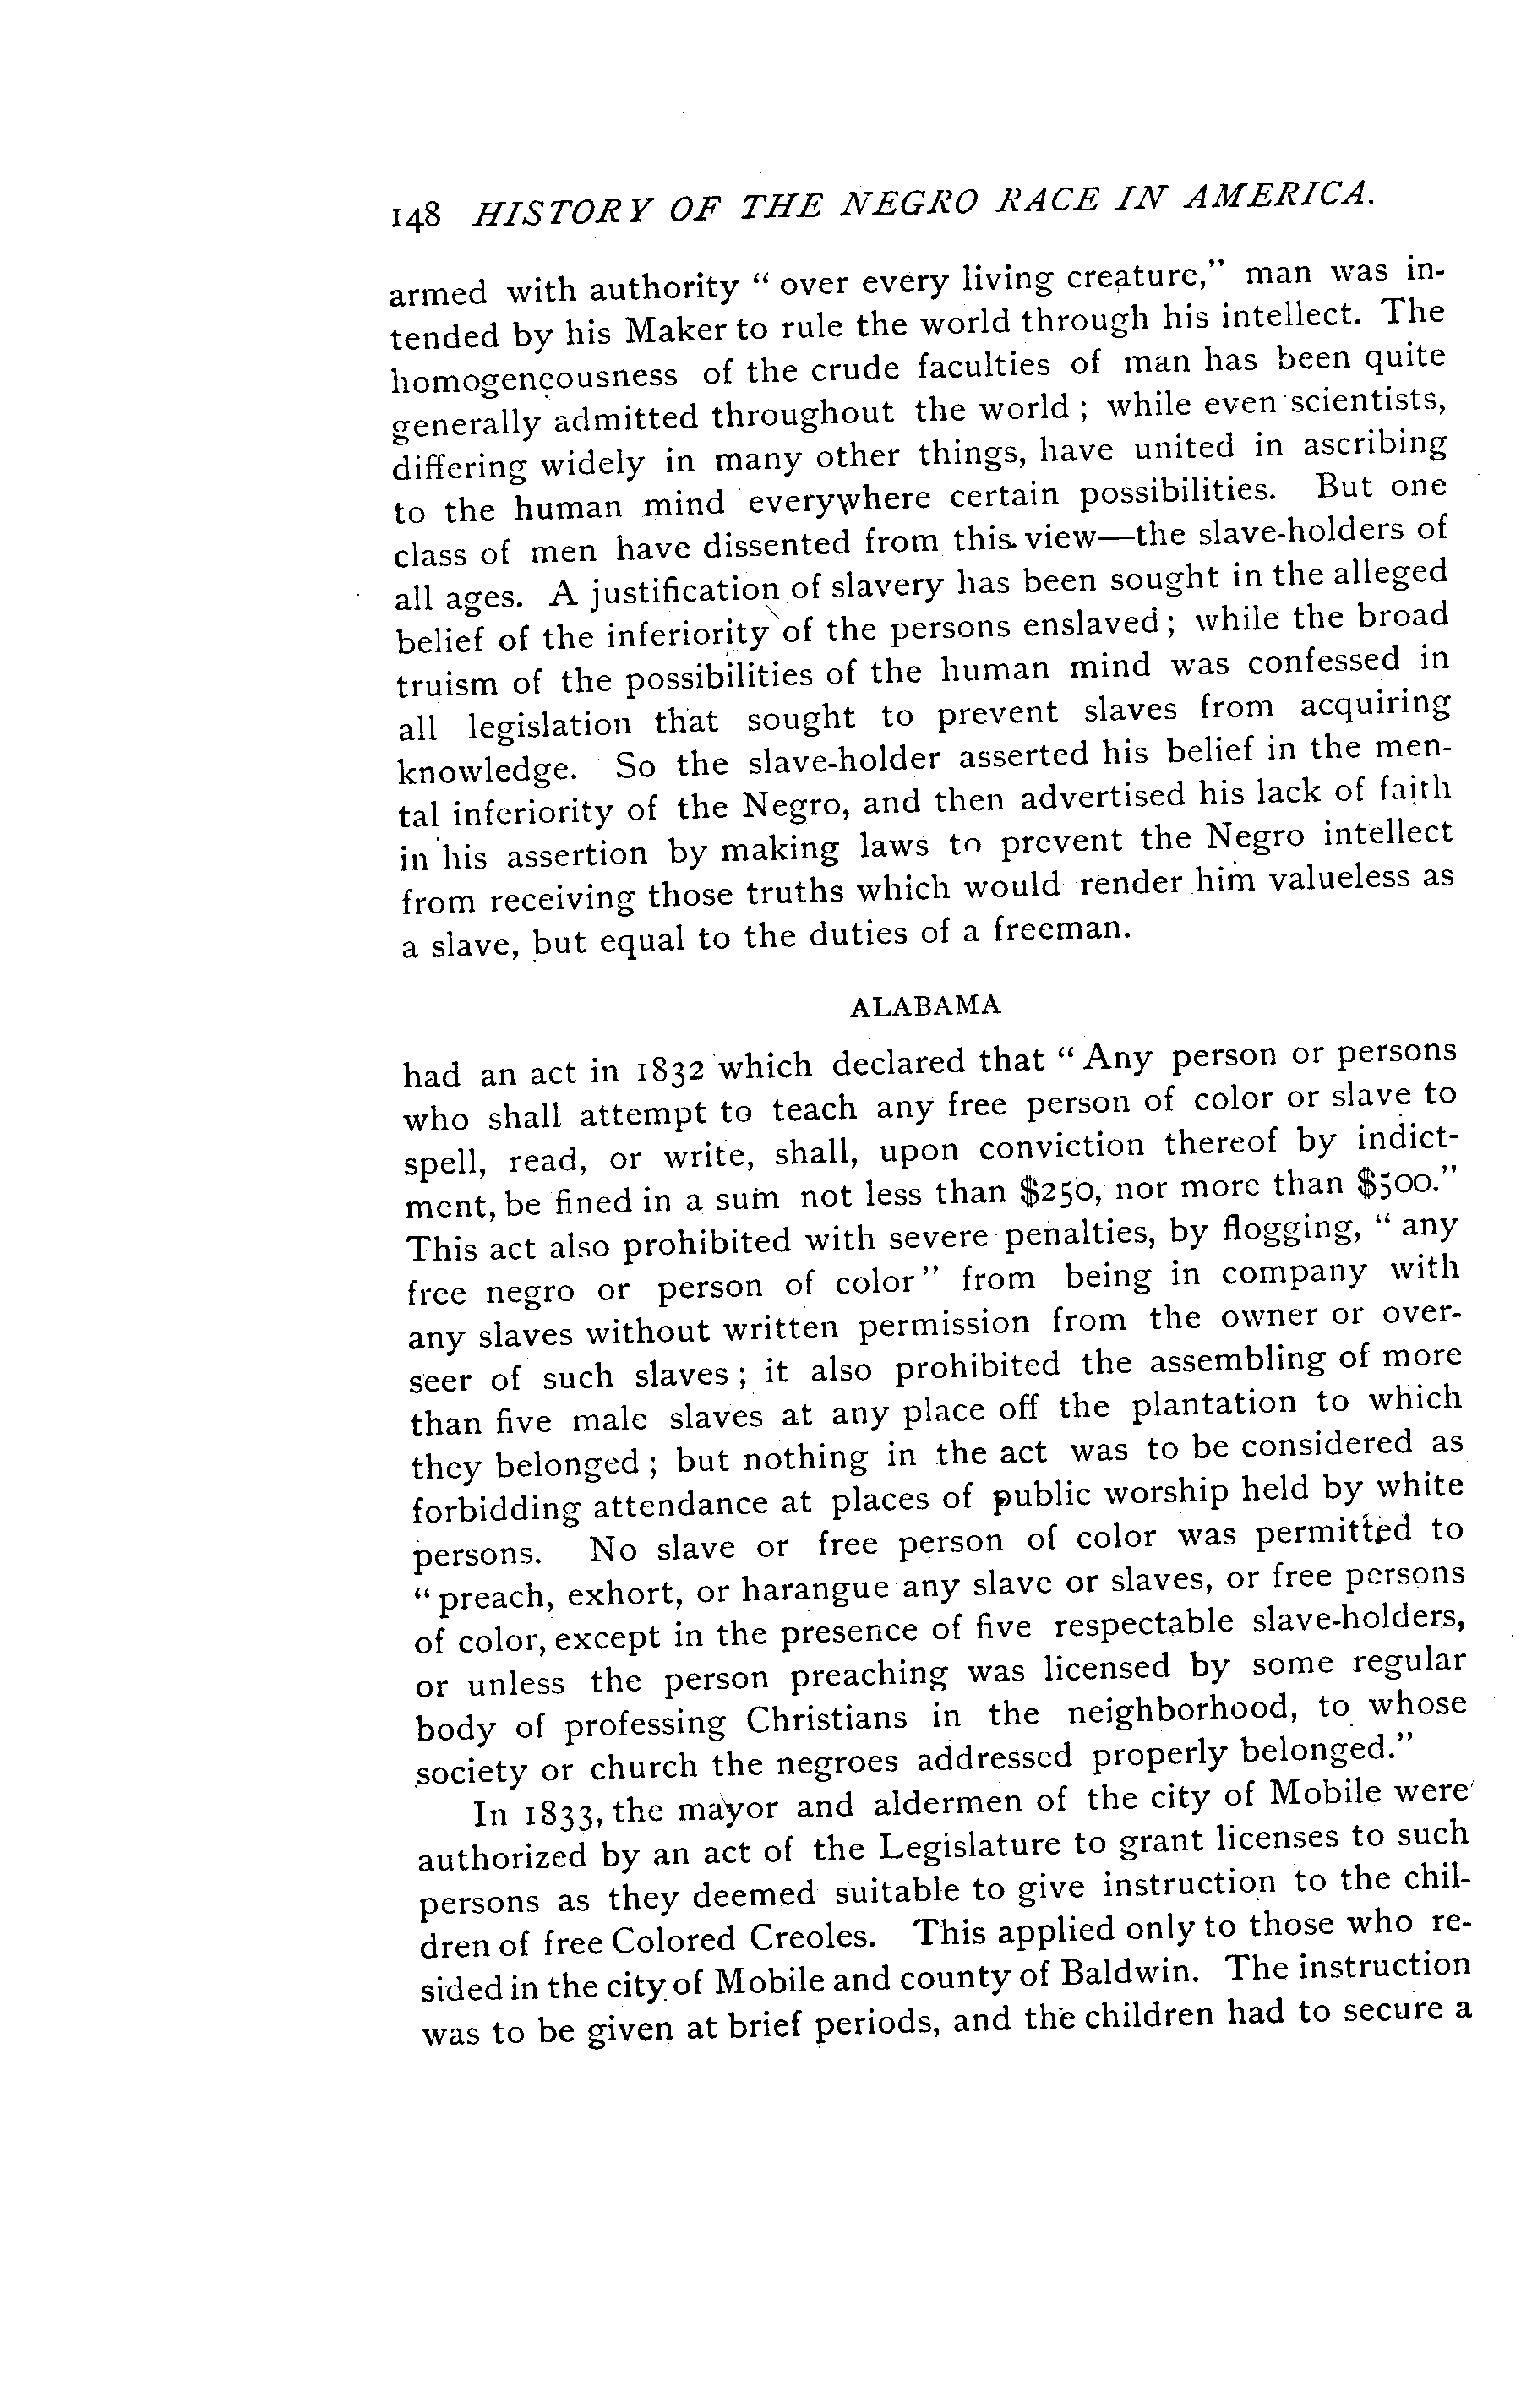 148 HISTORY OF THE NEGRO RACE IN AMERICA.
armed with authority " over every living creature," man was in-
tended by his Maker to rule the world through his intellect. The
homogeneousness of the crude faculties of man has been quite
generally admitted throughout the world ; while even scientists,
differing widely in many other things, have united in ascribing
to the human mind everywhere certain possibilities. But one
class of men have dissented from this view—the slave-holders of
all ages. A justification of slavery has been sought in the alleged
belief of the inferiority of the persons enslaved ; while the broad
truism of the possibilities of the human mind was confessed in
all legislation that sought to prevent slaves from acquiring
knowledge. So the slave-holder asserted his belief in the men-
tal inferiority of the Negro, and then advertised his lack of faith
in his assertion by making laws to prevent the Negro intellect
from receiving those truths which would render him valueless as
a slave, but equal to the duties of a freeman.
ALABAMA
had an act in 1832 which declared that " Any person or persons
who shall attempt to teach any free person of color or slave to
spell, read, or write, shall, upon conviction thereof by indict-
ment, be fined in a sum not less than $250, nor more than $500."
This act also prohibited with severe penalties, by flogging, " any
free negro or person of color" from being in company with
any slaves without written permission from the owner or over-
seer of such slaves ; it also prohibited the assembling of more
than five male slaves at any place off the plantation to which
they belonged ; but nothing in the act was to be considered as
forbidding attendance at places of public worship held by white
persons. No slave or free person of color was permitted to
" preach, exhort, or harangue any slave or slaves, or free persons
of color, except in the presence of five respectable slave-holders,
or unless the person preaching was licensed by some regular
body of professing Christians in the neighborhood, to whose
society or church the negroes addressed properly belonged."
In 1833, the mayor and aldermen of the city of Mobile were
authorized by an act of the Legislature to grant licenses to such
persons as they deemed suitable to give instruction to the chil-
dren of free Colored Creoles. This applied only to those who re-
sided in the city of Mobile and county of Baldwin. The instruction
was to be given at brief periods, and the children had to secure a